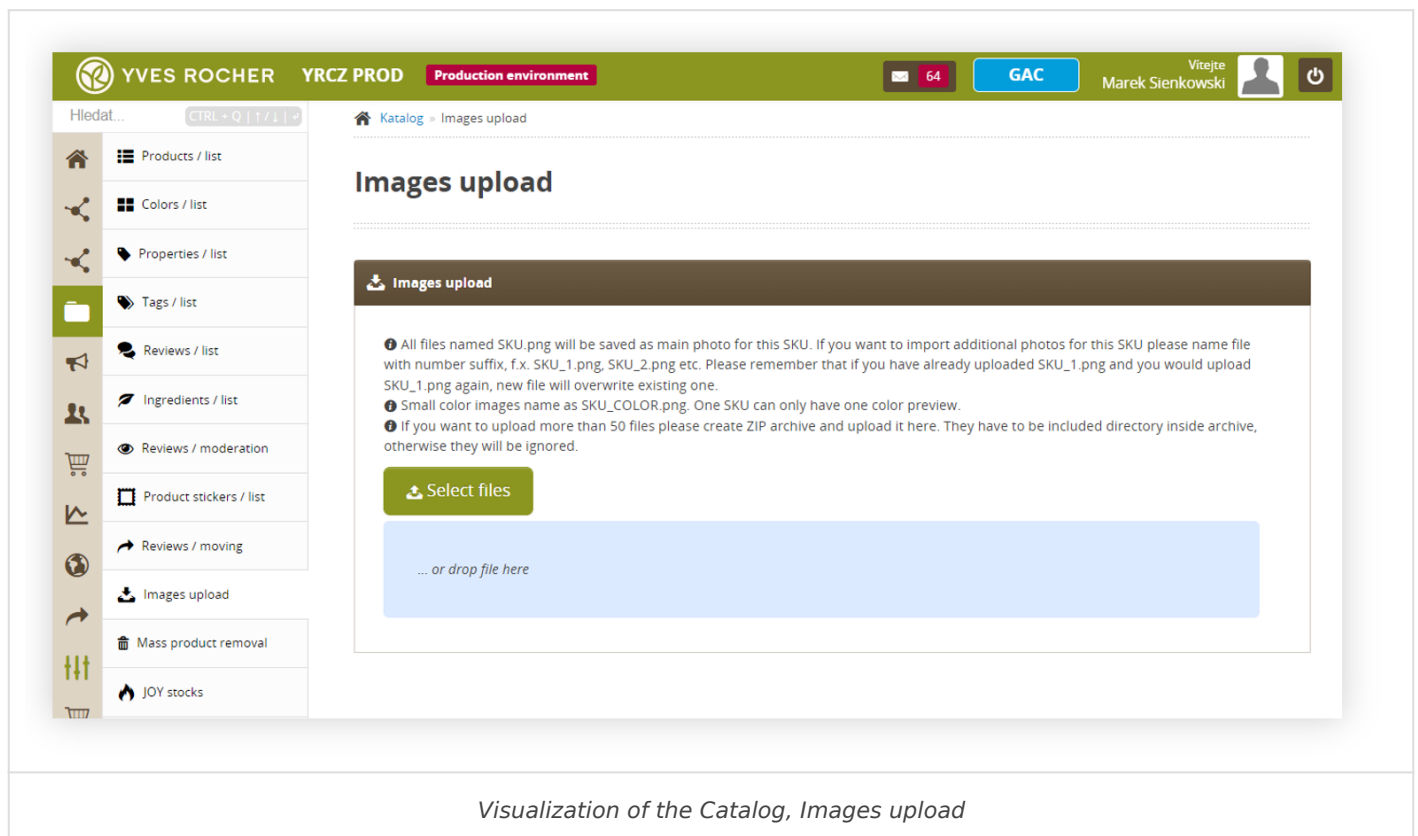 YVES ROCHER YRCZ PROD Production environment 64 GAC Vitejte
Marek Sienkowski
Hledat... CTRL + Q | ↑ / ↓ | ↵
Katalog » Images upload
Products / list
Colors / list
Properties / list
Tags / list
Reviews / list
Ingredients / list
Reviews / moderation
Product stickers / list
Reviews / moving
Images upload
Mass product removal
JOY stocks
Images upload
Images upload
All files named SKU.png will be saved as main photo for this SKU. If you want to import additional photos for this SKU please name file
with number suffix, f.x. SKU_1.png, SKU_2.png etc. Please remember that if you have already uploaded SKU_1.png and you would upload
SKU_1.png again, new file will overwrite existing one.
Small color images name as SKU_COLOR.png. One SKU can only have one color preview.
If you want to upload more than 50 files please create ZIP archive and upload it here. They have to be included directory inside archive,
otherwise they will be ignored.
Select files
... or drop file here
Visualization of the Catalog, Images upload